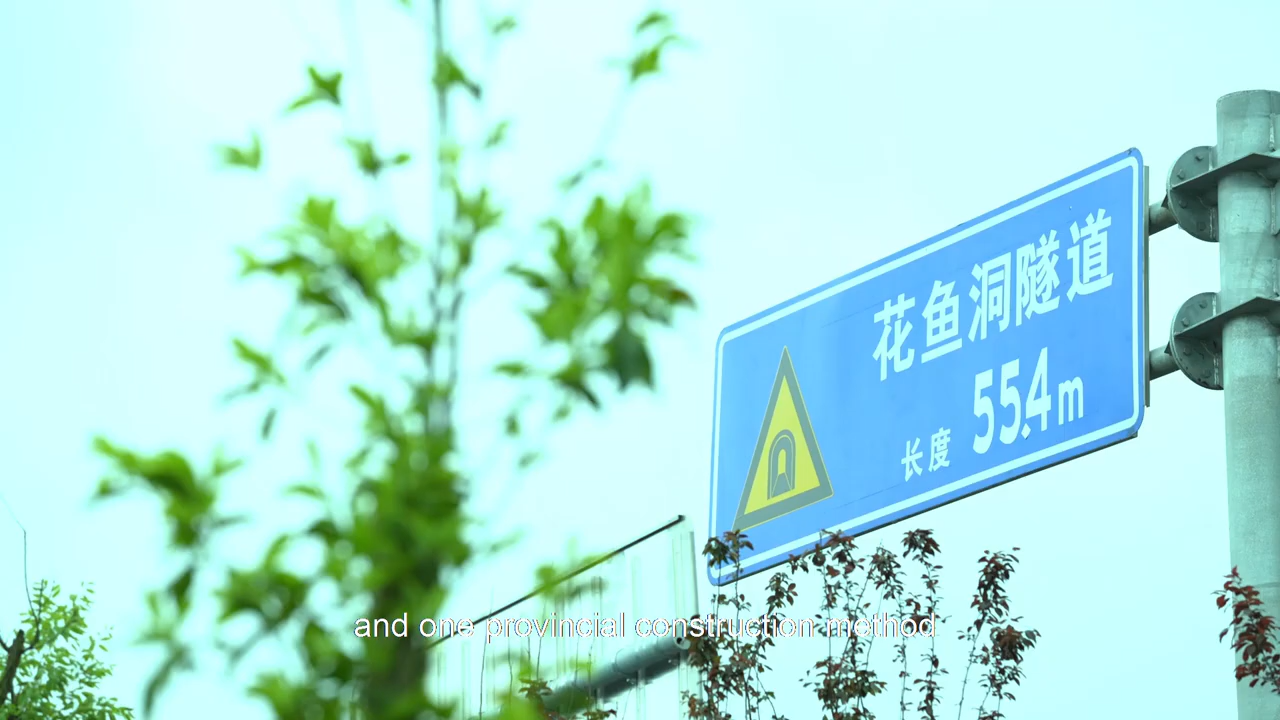 花鱼洞隧道
长度 554m
and one provincial construction method